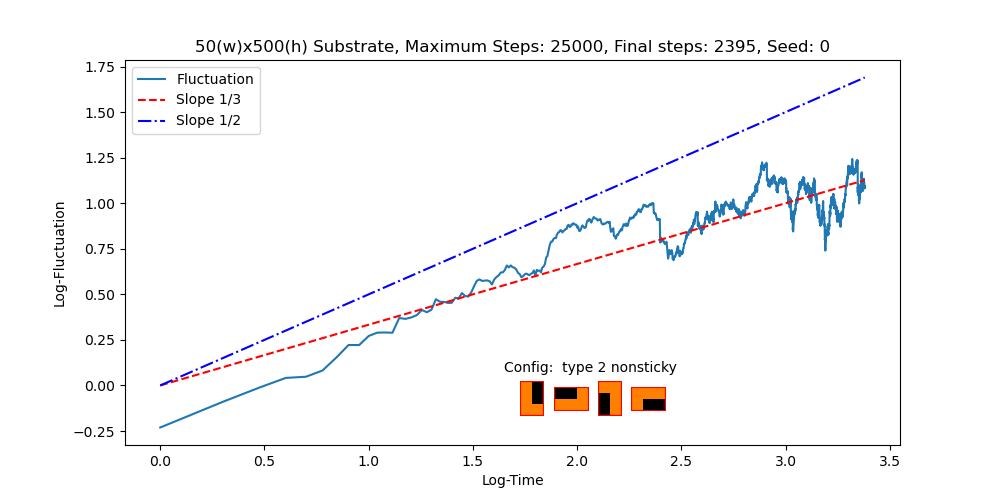 50(w)x500(h) Substrate, Maximum Steps: 25000, Final steps: 2395, Seed: 0
1.75
1.50
1.25
1.00
0.75
0.50
0.25
0.00
−0.25
Log-Fluctuation
Fluctuation
Slope 1/3
Slope 1/2
Config:  type 2 nonsticky
0.0 0.5 1.0 1.5 2.0 2.5 3.0 3.5
Log-Time